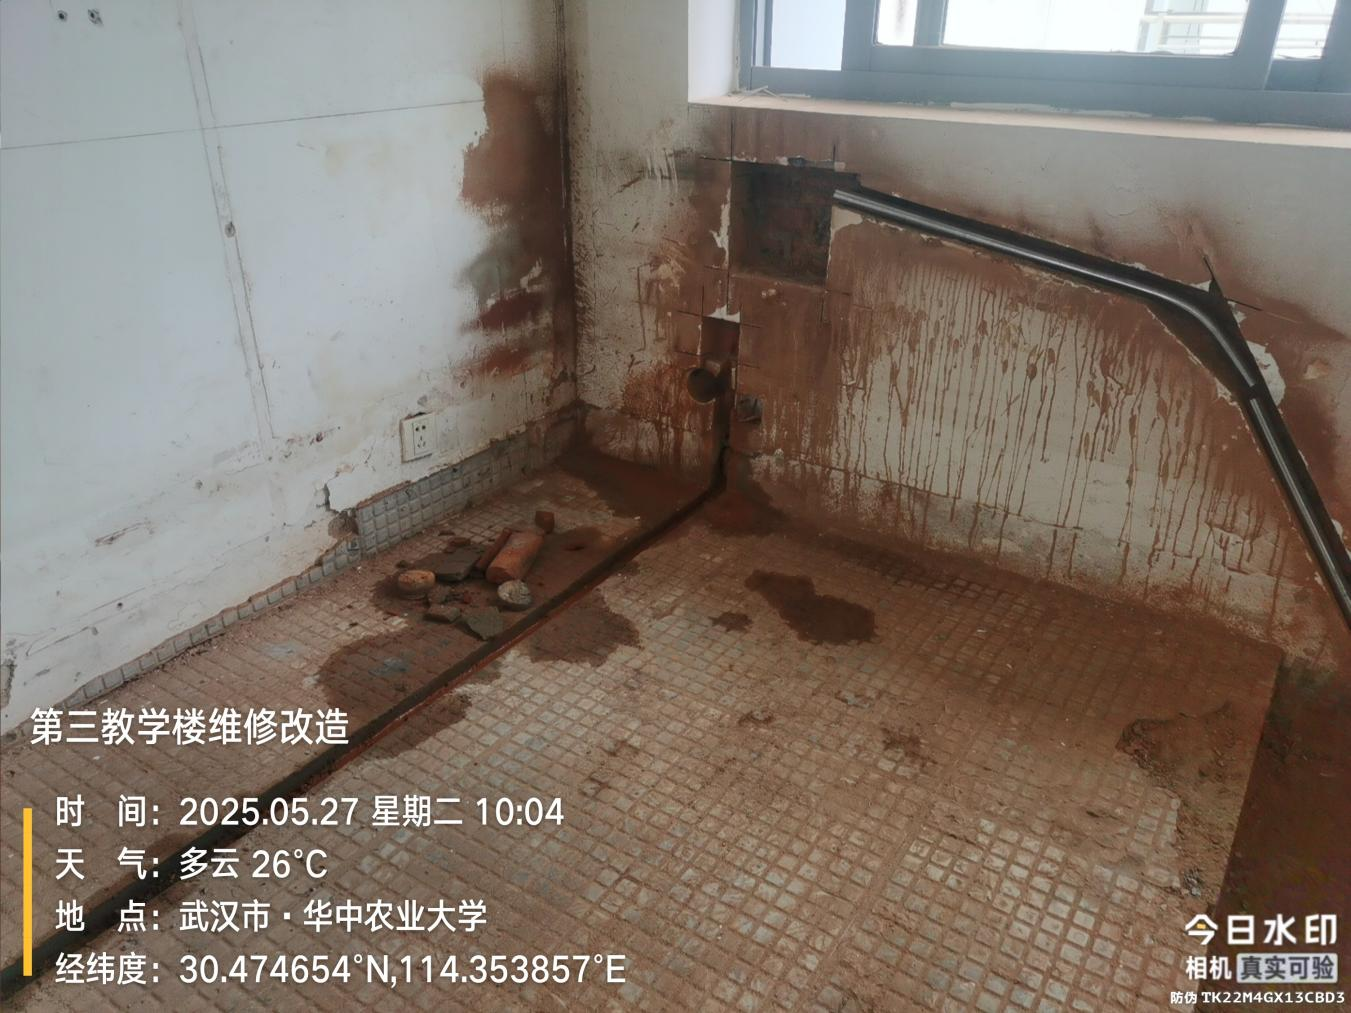 第三教学楼维修改造
时 间：2025.05.27 星期二 10:04
天 气：多云 26°C
地 点：武汉市·华中农业大学
经纬度：30.474654°N,114.353857°E
今日水印
相机 真实可验
防伪 TK22M4GX13CBD3